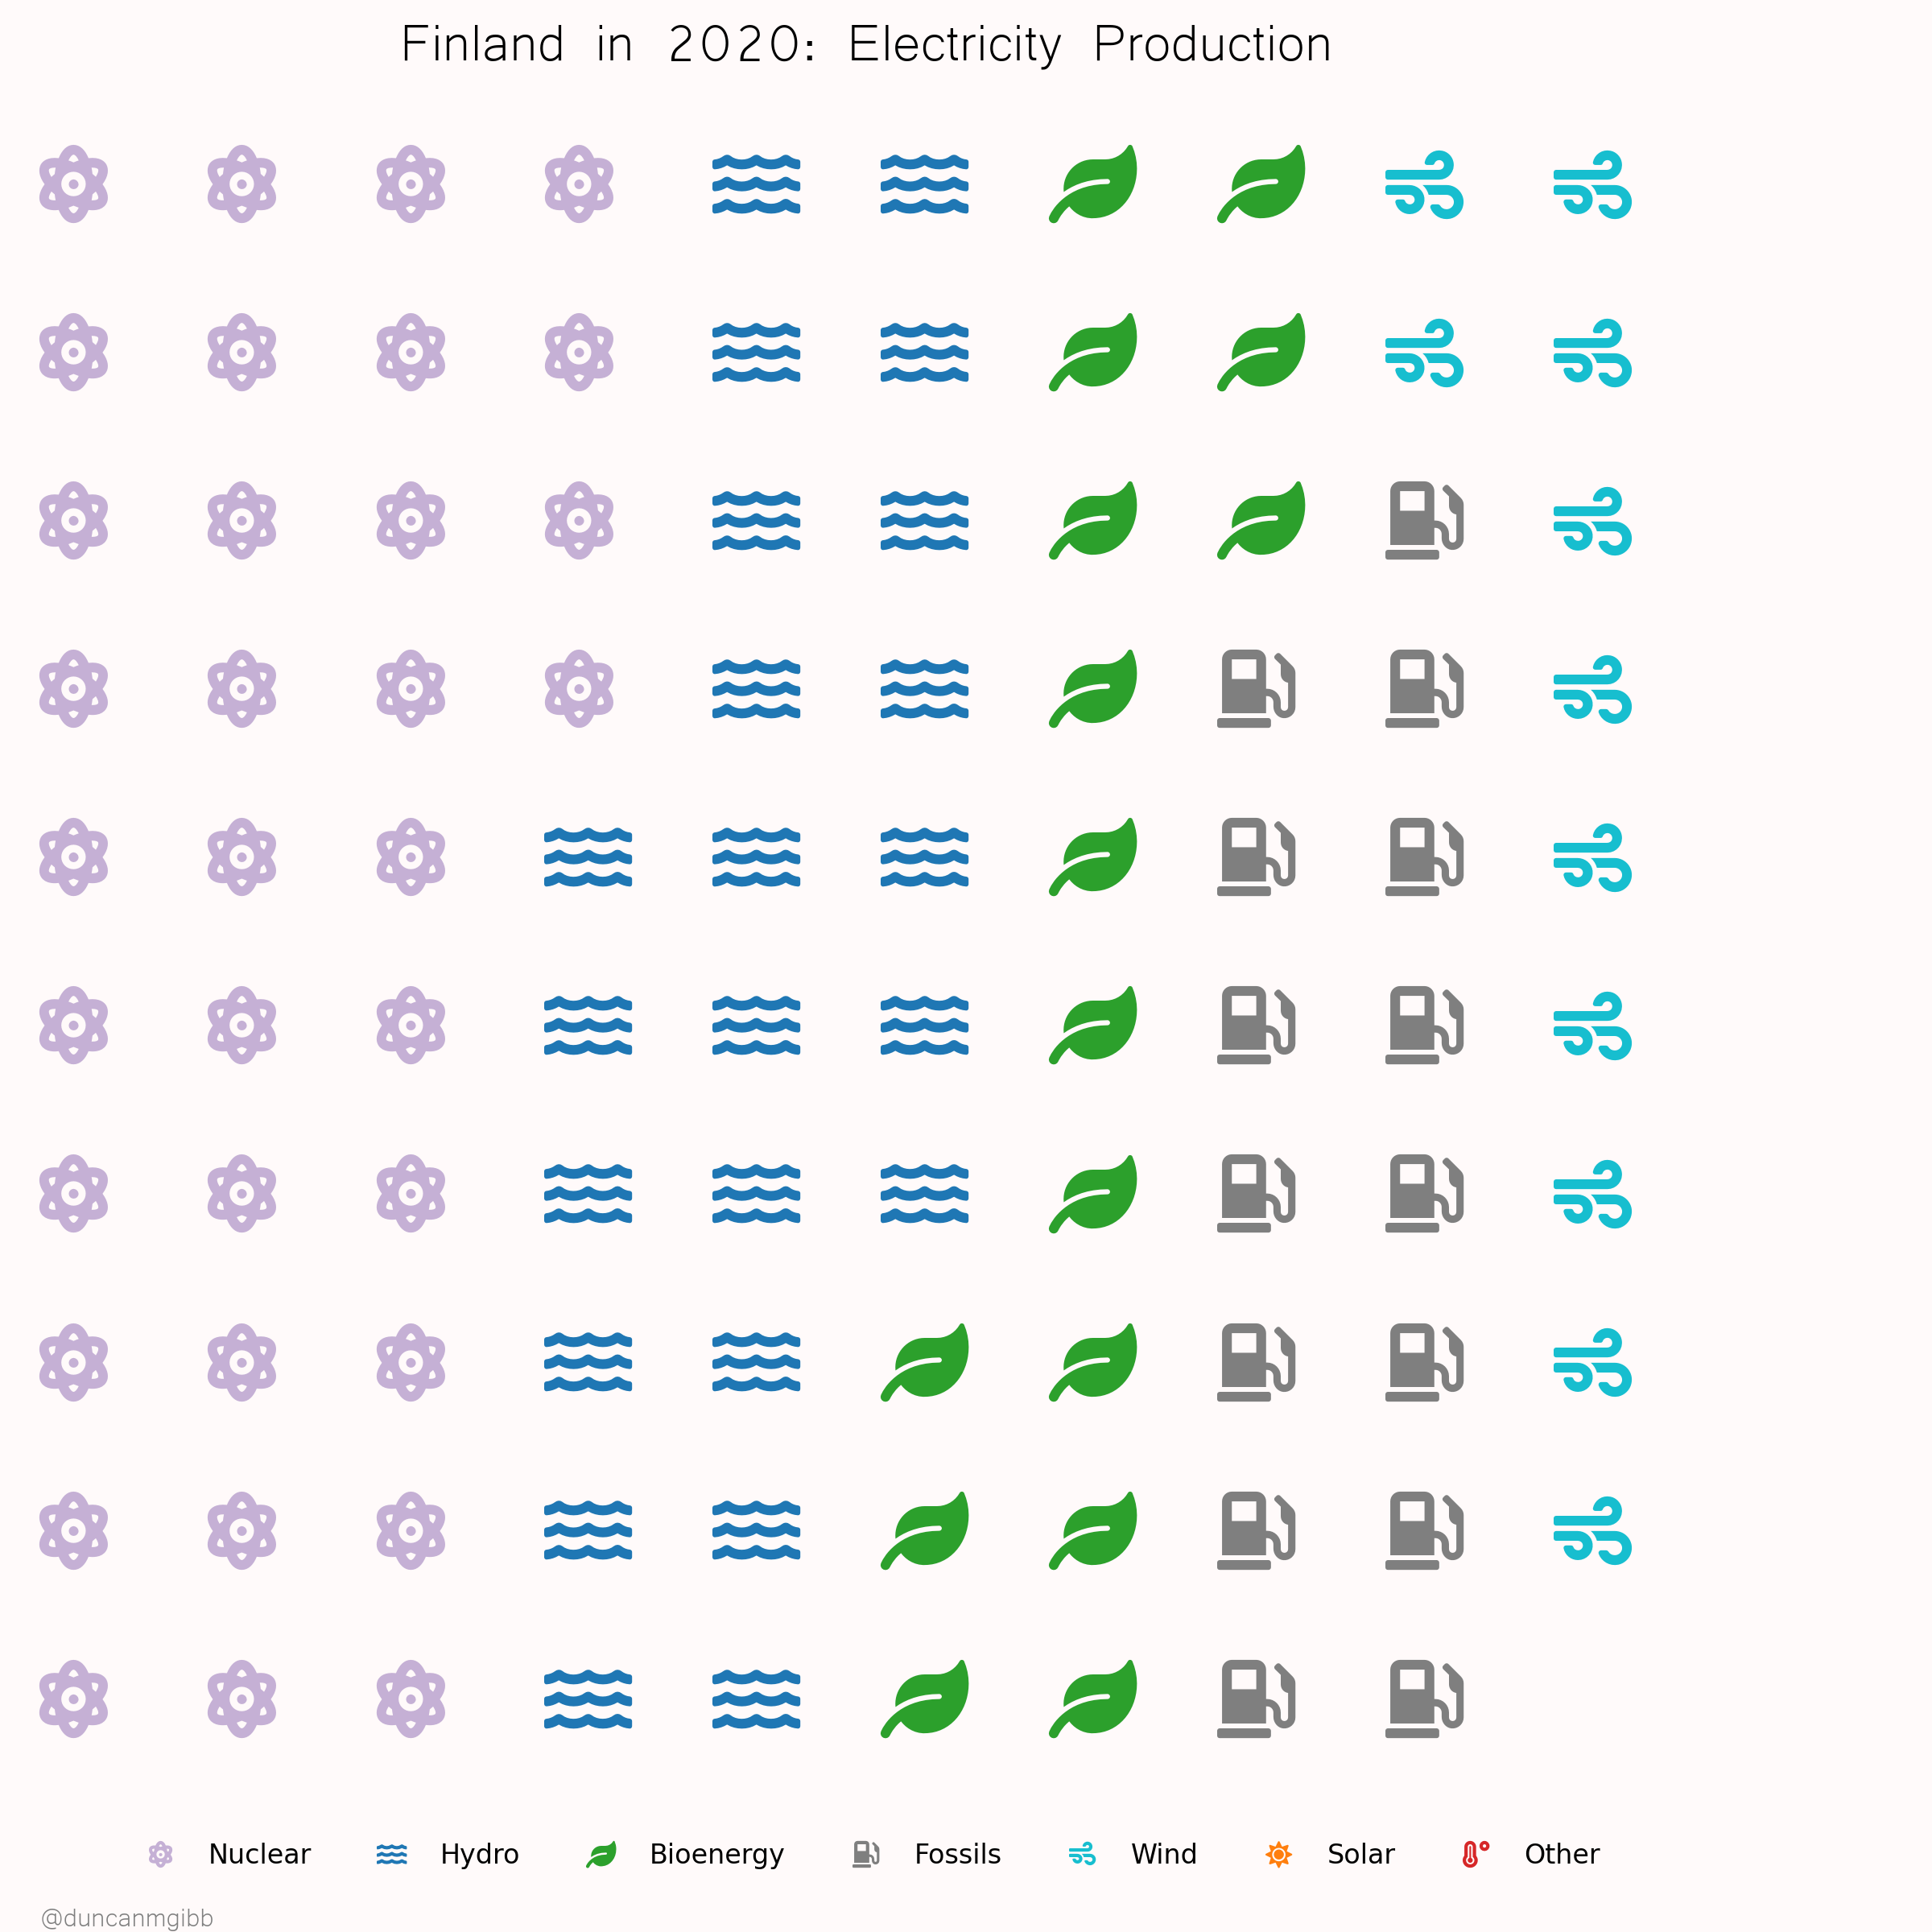 Finland in 2020: Electricity Production
Nuclear Hydro Bioenergy Fossils Wind Solar Other
@duncanmgibb